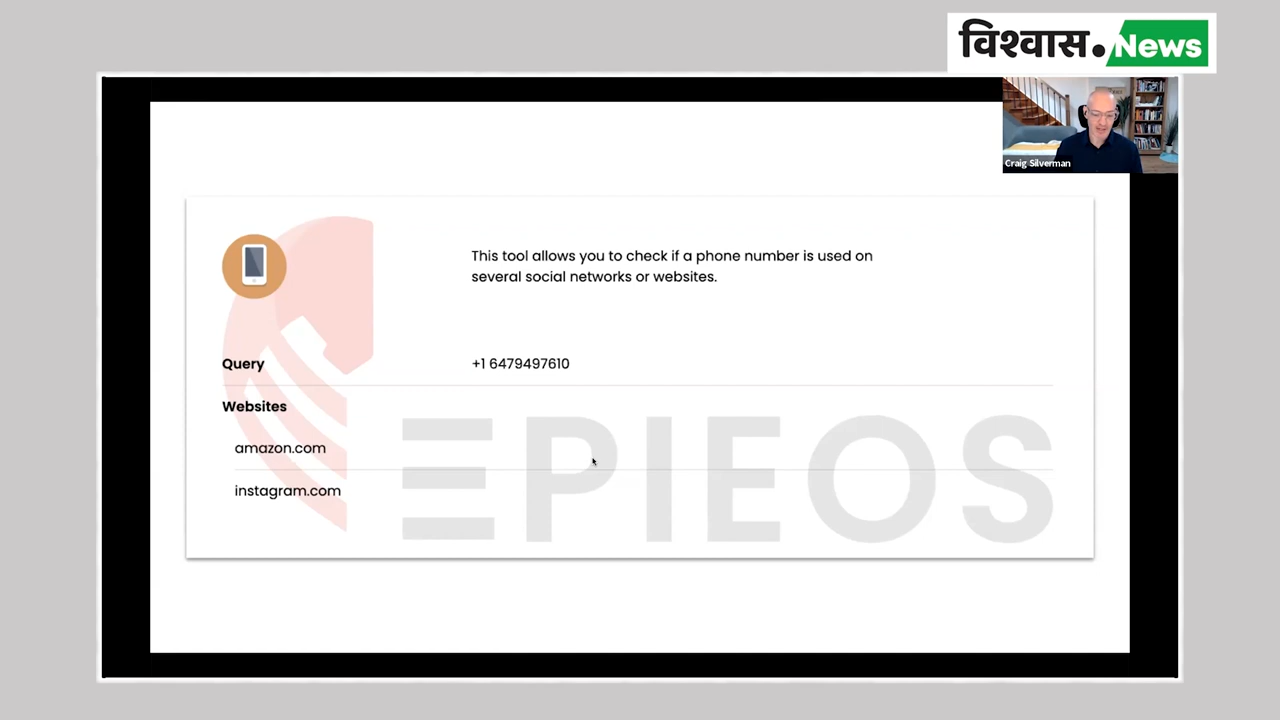 विश्वास.News
Craig Silverman
This tool allows you to check if a phone number is used on
several social networks or websites.
Query +1 6479497610
Websites
amazon.com
instagram.com
EPIEOS